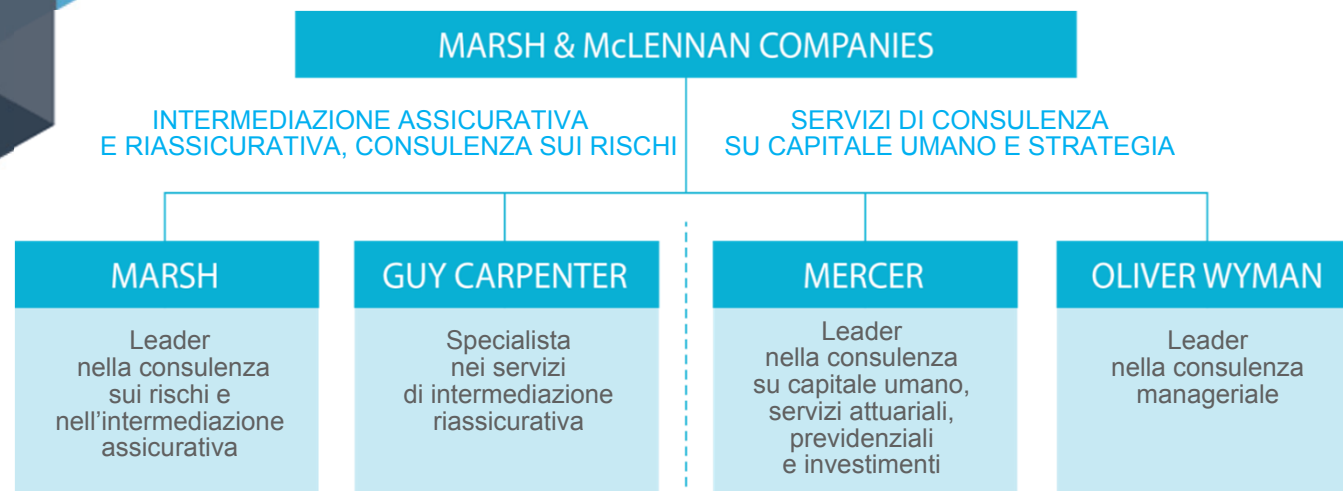 MARSH & McLENNAN COMPANIES
INTERMEDIAZIONE ASSICURATIVA
E RIASSICURATIVA, CONSULENZA SUI RISCHI
SERVIZI DI CONSULENZA
SU CAPITALE UMANO E STRATEGIA
MARSH
Leader
nella consulenza
sui rischi e
nell’intermediazione
assicurativa
GUY CARPENTER
Specialista
nei servizi
di intermediazione
riassicurativa
MERCER
Leader
nella consulenza
su capitale umano,
servizi attuariali,
previdenziali
e investimenti
OLIVER WYMAN
Leader
nella consulenza
manageriale